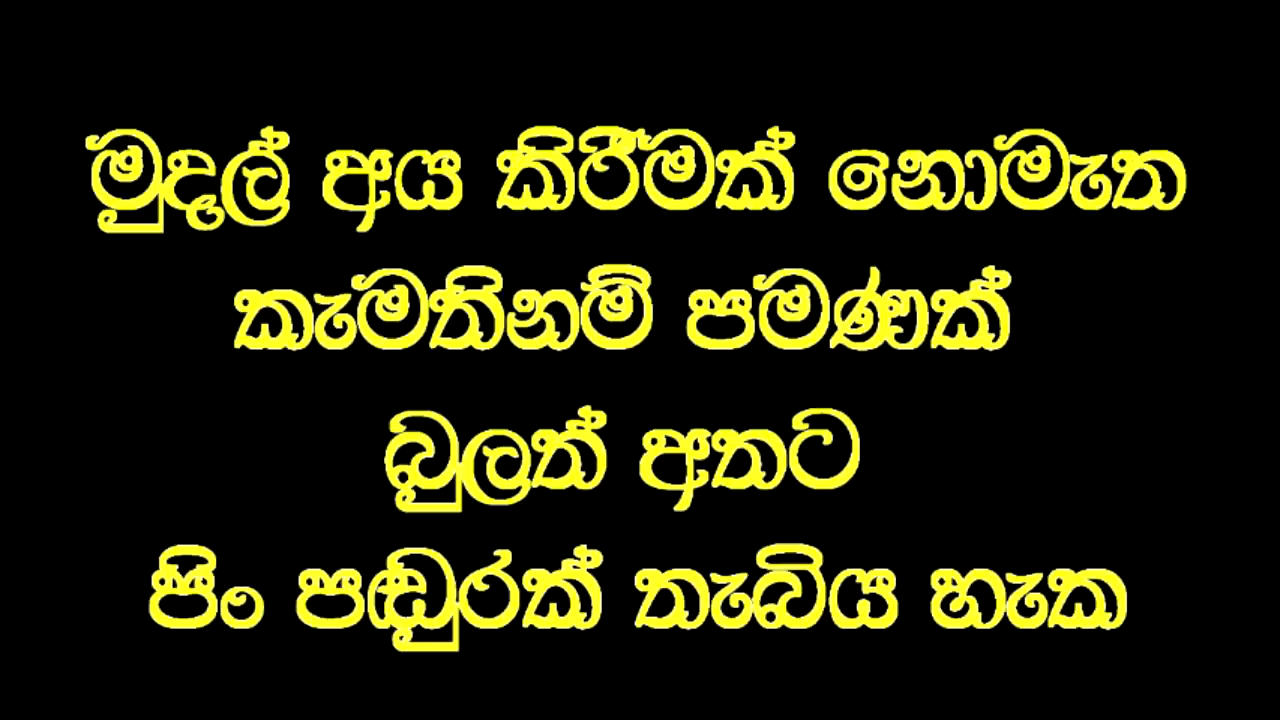 මුදල් අය කිරීමක් නොමැත
කැමතිනම් පමණක්
බුලත් අතට
පිං පඬුරක් තැබිය හැක